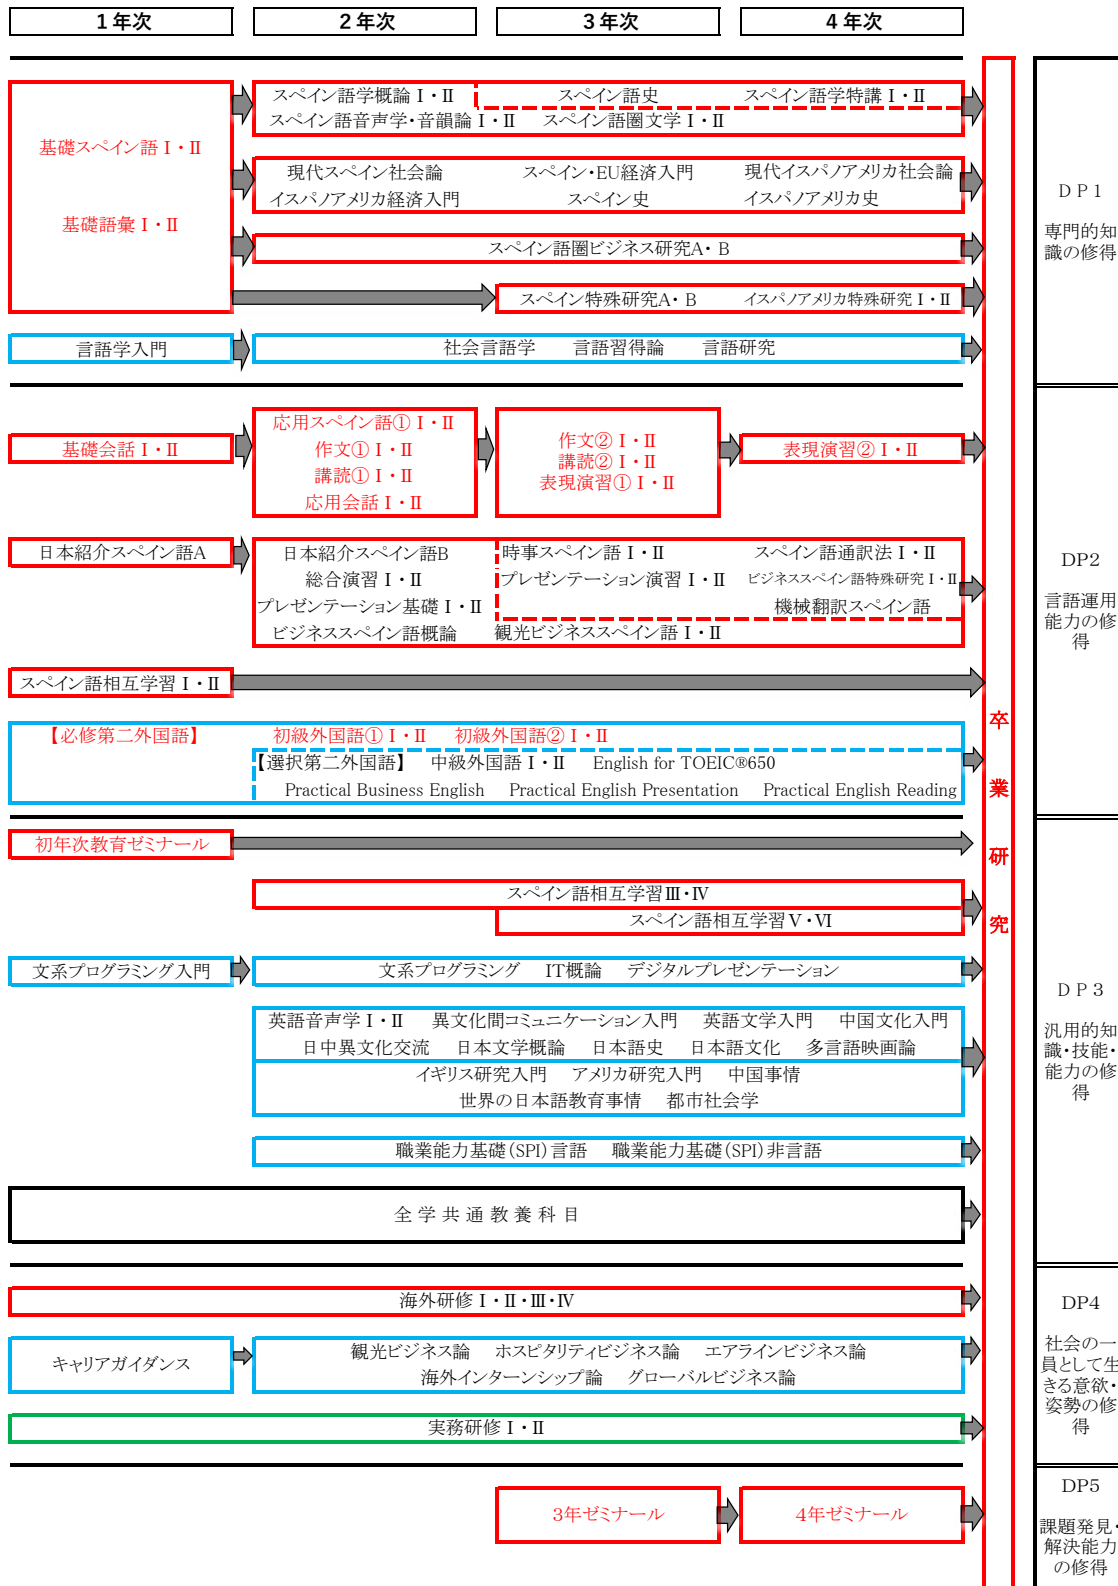 1年次 2年次 3年次 4年次
スペイン語学概論Ⅰ・Ⅱ スペイン語史 スペイン語学特講Ⅰ・Ⅱ
スペイン語音声学・音韻論Ⅰ・Ⅱ スペイン語圏文学Ⅰ・Ⅱ
基礎スペイン語Ⅰ・Ⅱ
現代スペイン社会論 スペイン・EU経済入門 現代イスパノアメリカ社会論
イスパノアメリカ経済入門 スペイン史 イスパノアメリカ史
基礎語彙Ⅰ・Ⅱ
スペイン語圏ビジネス研究A・B
スペイン特殊研究A・B イスパノアメリカ特殊研究Ⅰ・Ⅱ
言語学入門 社会言語学 言語習得論 言語研究
DP1
専門的知
識の修得
基礎会話Ⅰ・Ⅱ
応用スペイン語①Ⅰ・Ⅱ
作文①Ⅰ・Ⅱ
講読①Ⅰ・Ⅱ
応用会話Ⅰ・Ⅱ
作文②Ⅰ・Ⅱ
講読②Ⅰ・Ⅱ
表現演習①Ⅰ・Ⅱ
表現演習②Ⅰ・Ⅱ
日本紹介スペイン語A 日本紹介スペイン語B 時事スペイン語Ⅰ・Ⅱ スペイン語通訳法Ⅰ・Ⅱ
総合演習Ⅰ・Ⅱ プレゼンテーション演習Ⅰ・Ⅱ ビジネススペイン語特殊研究Ⅰ・Ⅱ
プレゼンテーション基礎Ⅰ・Ⅱ 機械翻訳スペイン語
ビジネススペイン語概論 観光ビジネススペイン語Ⅰ・Ⅱ
スペイン語相互学習Ⅰ・Ⅱ
【必修第二外国語】 初級外国語①Ⅰ・Ⅱ 初級外国語②Ⅰ・Ⅱ
【選択第二外国語】 中級外国語Ⅰ・Ⅱ English for TOEIC®650
Practical Business English Practical English Presentation Practical English Reading
DP2
言語運用
能力の修
得
初年次教育ゼミナール
スペイン語相互学習Ⅲ・Ⅳ
スペイン語相互学習Ⅴ・Ⅵ
文系プログラミング入門 文系プログラミング IT概論 デジタルプレゼンテーション
英語音声学Ⅰ・Ⅱ 異文化間コミュニケーション入門 英語文学入門 中国文化入門
日中異文化交流 日本文学概論 日本語史 日本語文化 多言語映画論
イギリス研究入門 アメリカ研究入門 中国事情
世界の日本語教育事情 都市社会学
職業能力基礎(SPI)言語 職業能力基礎(SPI)非言語
全学共通教養科目
DP3
汎用的知
識・技能・
能力の修
得
海外研修Ⅰ・Ⅱ・Ⅲ・Ⅳ
キャリアガイダンス
観光ビジネス論 ホスピタリティビジネス論 エアラインビジネス論
海外インターンシップ論 グローバルビジネス論
実務研修Ⅰ・Ⅱ
DP4
社会の一
員として生
きる意欲・
姿勢の修
得
3年ゼミナール 4年ゼミナール
DP5
課題発見・
解決能力
の修得
卒
業
研
究